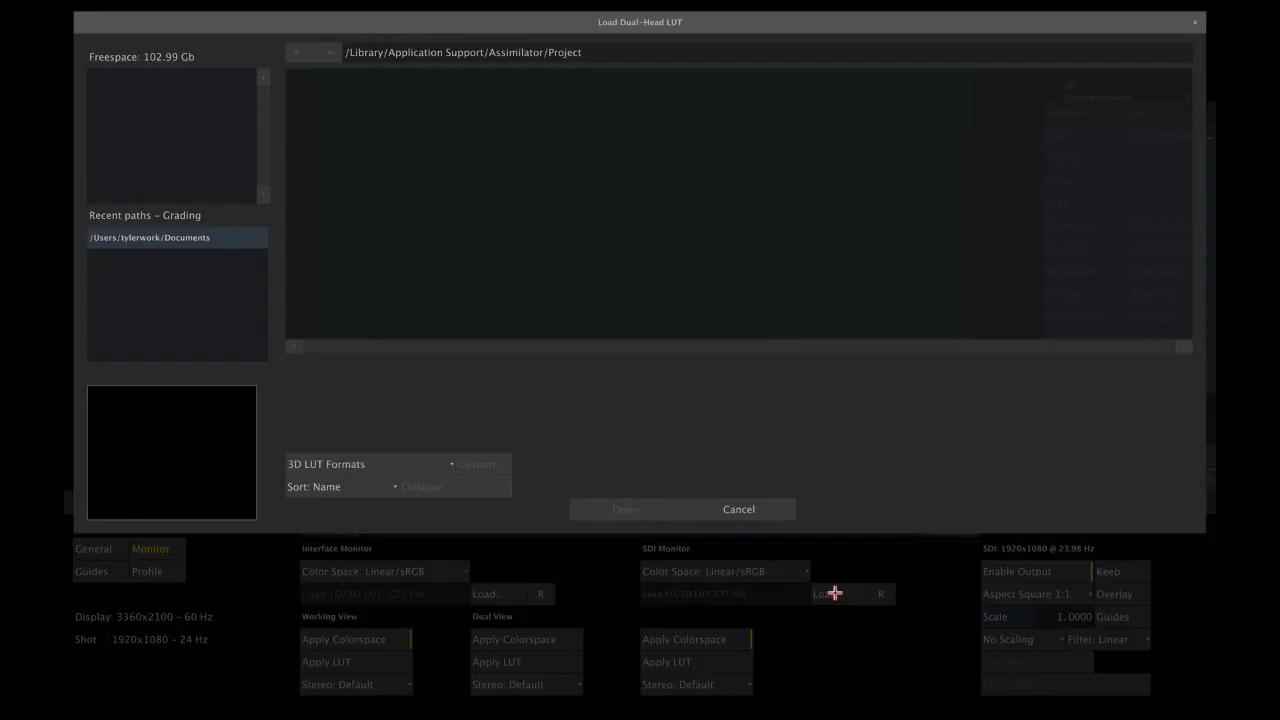 Load Dual-Head LUT
×
Freespace: 102.99 Gb
/Library/Application Support/Assimilator/Project
Recent paths - Grading
/Users/tylerwork/Documents
3D LUT Formats
Custom..
Sort: Name
Collapse
Open
Cancel
General
Monitor
Guides
Profile
Display: 3360x2100 - 60 Hz
Shot : 1920x1080 - 24 Hz
Interface Monitor
Color Space: Linear/sRGB
Load 1D/3D LUT, CTL file
Load..
R
Working View
Dual View
Apply Colorspace
Apply Colorspace
Apply LUT
Apply LUT
Stereo: Default
Stereo: Default
SDI Monitor
Color Space: Linear/sRGB
Load 1D/3D LUT,CTL file
R
Apply Colorspace
Apply LUT
Stereo: Default
SDI: 1920x1080 @ 23.98 Hz
Enable Output
Keep
Aspect Square 1:1
Overlay
Scale
1.0000
Guides
No Scaling
Filter: Linear